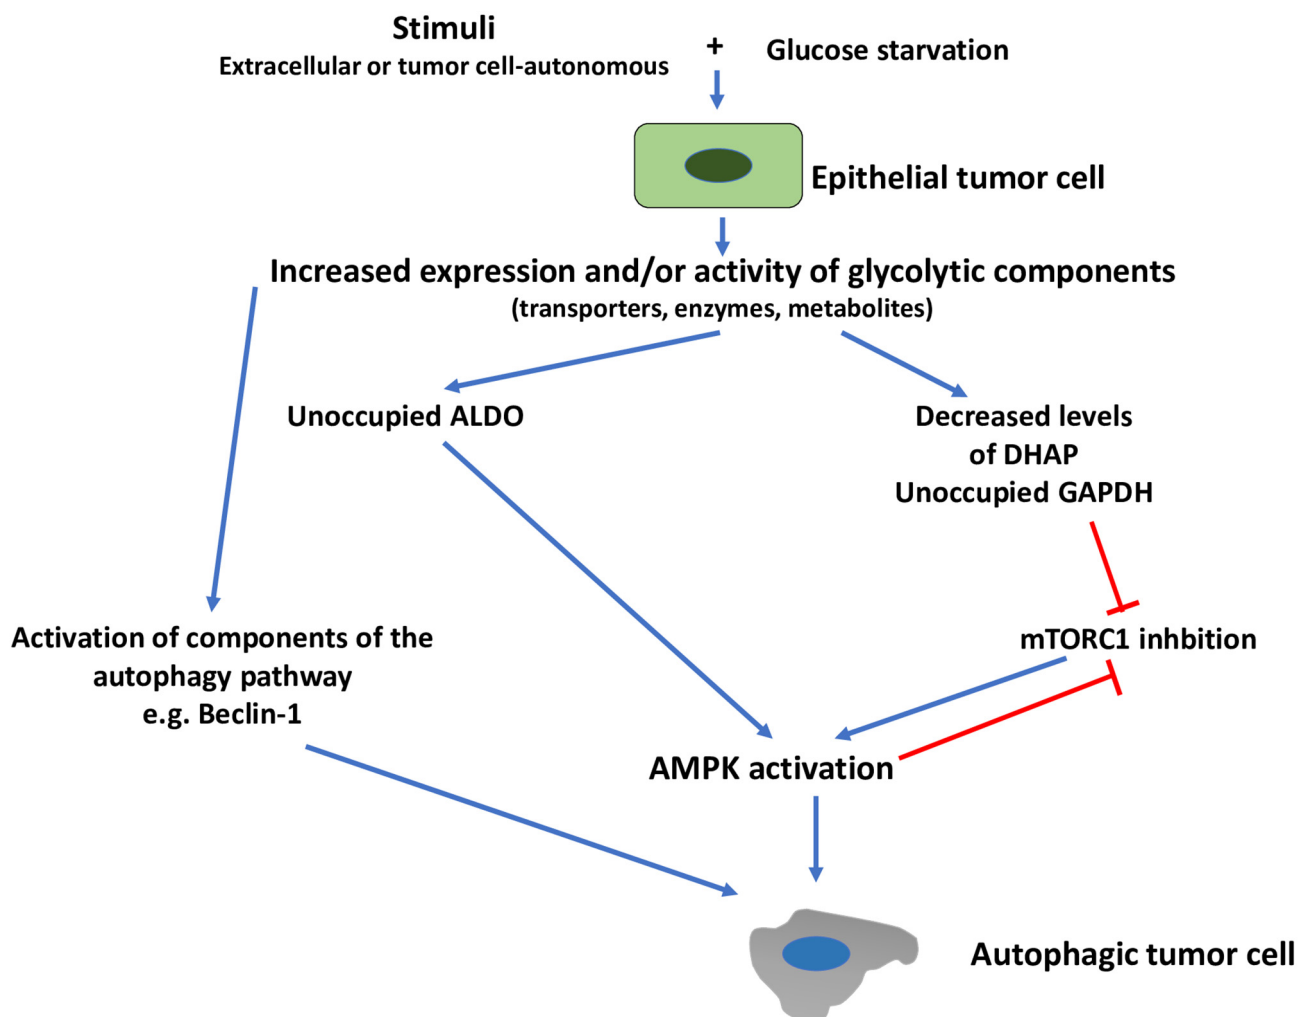 Stimuli
Extracellular or tumor cell-autonomous
+
Glucose starvation
Epithelial tumor cell
Increased expression and/or activity of glycolytic components
(transporters, enzymes, metabolites)
Unoccupied ALDO
Decreased levels
of DHAP
Unoccupied GAPDH
Activation of components of the
autophagy pathway
e.g. Beclin-1
mTORC1 inhbition
AMPK activation
Autophagic tumor cell